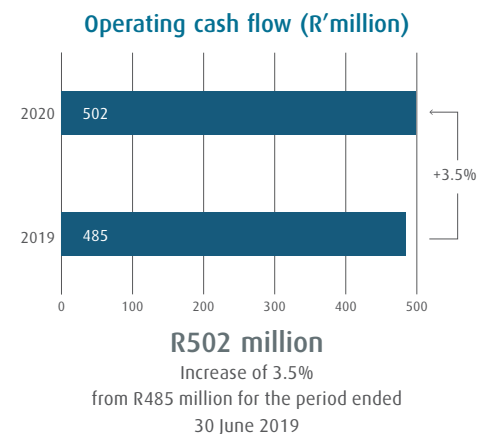 Operating cash flow (R’million)
2020
502
+3.5%
2019
485
0 100 200 300 400 500
R502 million
Increase of 3.5%
from R485 million for the period ended
30 June 2019